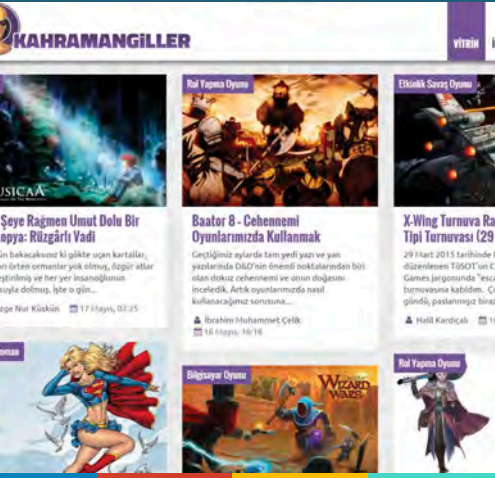 KAHRAMANGİLLER
VİTRİN
USICAA
Şeye Rağmen Umut Dolu Bir
opya: Rüzgârlı Vadi
ün bakacaksınız ki gökte uçan kartallar,
örten ormanlar yok olmuş, özgür atlar
eştirilmiş ve her yer insanoğlunun
suyla dolmuş. İşte o gün...
zge Nur Küskün 17 Mayıs, 03:25
Rol Yapma Oyunu
Baator 8 - Cehennemi
Oyunlarımızda Kullanmak
Geçtiğimiz aylarda tam yedi yazı ve yan
yazılarında D&D'nin önemli noktalarından biri
olan dokuz cehennemi ve onun doğasını
inceledik. Artık oyunlarımızda nasıl
kullanacağımız sorusuna...
İbrahim Muhammet Çelik
16 Mayıs, 16:16
Etkinlik Savaş Oyunu
X-Wing Turnuva Ra
Tipi Turnuvası (29
29 Mart 2015 tarihinde
düzenlenen TÜSOT'un C
Games jargonunda "esc
turnuvasına katıldım. Ç
gündü, paslanmışız bira
Halil Kardıçalı
roman
Bilgisayar Oyunu
WIZARD
WARS
Rol Yapma Oyunu